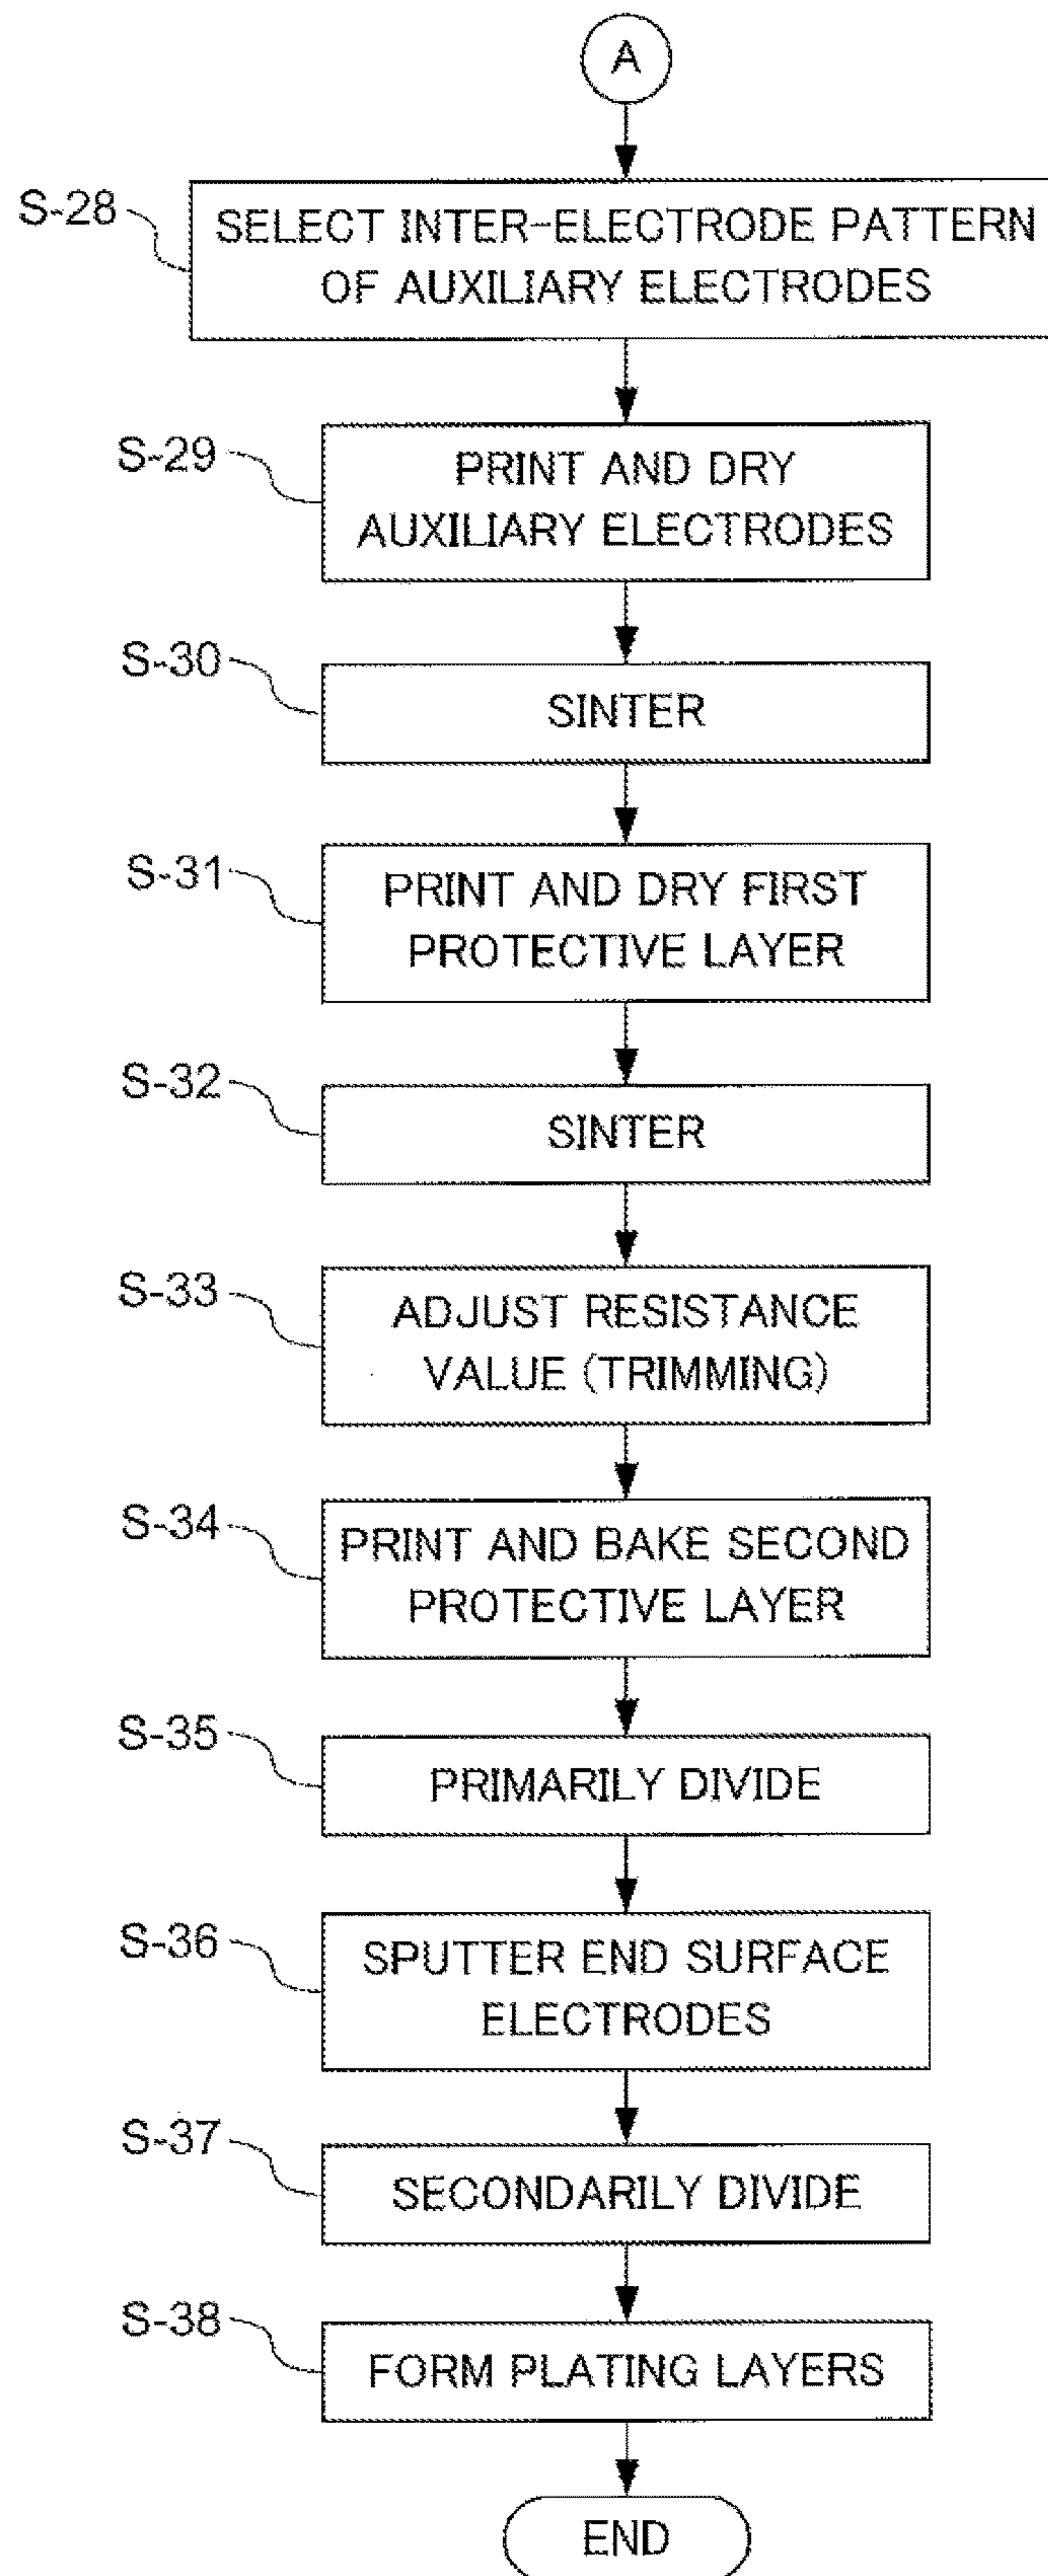 A
S-28
SELECT INTER-ELECTRODE PATTERN
OF AUXILIARY ELECTRODES
S-29
PRINT AND DRY
AUXILIARY ELECTRODES
S-30
SINTER
S-31
PRINT AND DRY FIRST
PROTECTIVE LAYER
S-32
SINTER
S-33
ADJUST RESISTANCE
VALUE (TRIMMING)
S-34
PRINT AND BAKE SECOND
PROTECTIVE LAYER
S-35
PRIMARILY DIVIDE
S-36
SPUTTER END SURFACE
ELECTRODES
S-37
SECONDARILY DIVIDE
S-38
FORM PLATING LAYERS
END